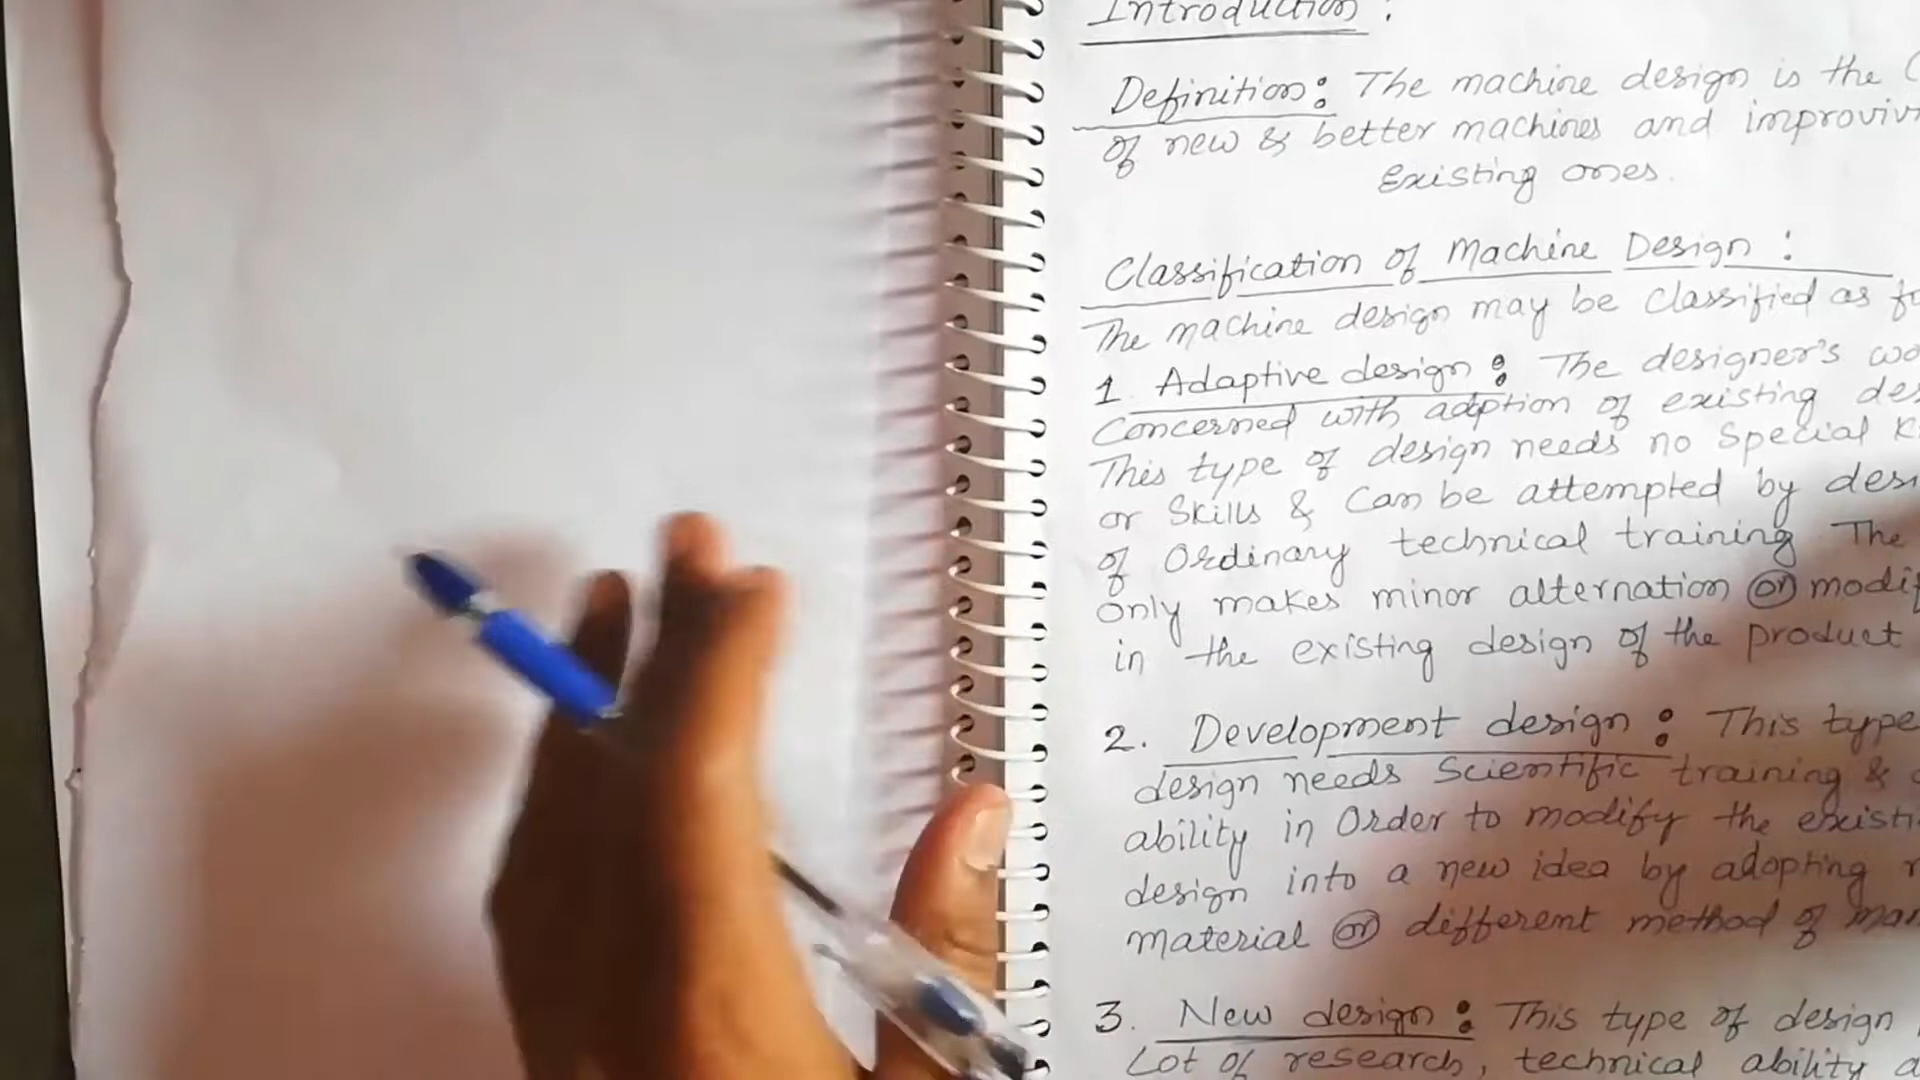 Introduction :
Definition : The machine design is the
of new & better machines and
Existing ones.
Classification of Machine Design :
The machine design may be classified as
1. Adaptive design : The designer's
Concerned with adoption of existing
This type of design needs no special
or Skills & Can be attempted by
of Ordinary technical training The
only makes minor alternation or
in the existing design of the product
2. Development design : This type
design needs Scientific training &
ability in Order to modify the
design into a new idea by adopting
material or different method of
3. New design : This type of design
Lot of research, technical ability